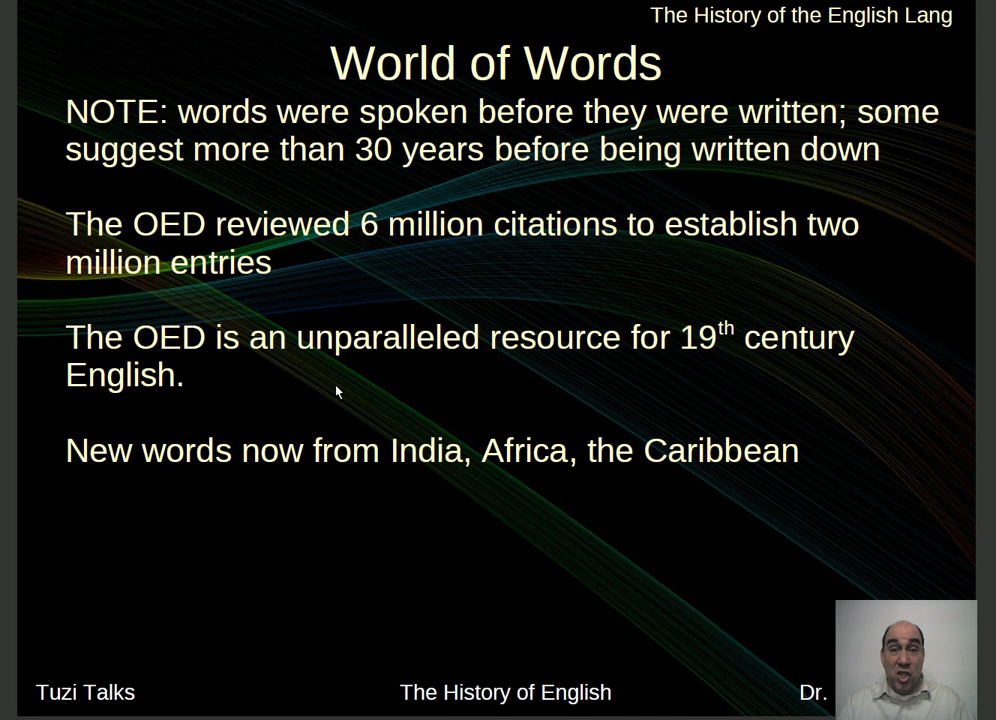 The History of the English Lang
World of Words
NOTE: words were spoken before they were written; some
suggest more than 30 years before being written down
The OED reviewed 6 million citations to establish two
million entries
The OED is an unparalleled resource for 19th century
English.
New words now from India, Africa, the Caribbean
Tuzi Talks
The History of English
Dr.